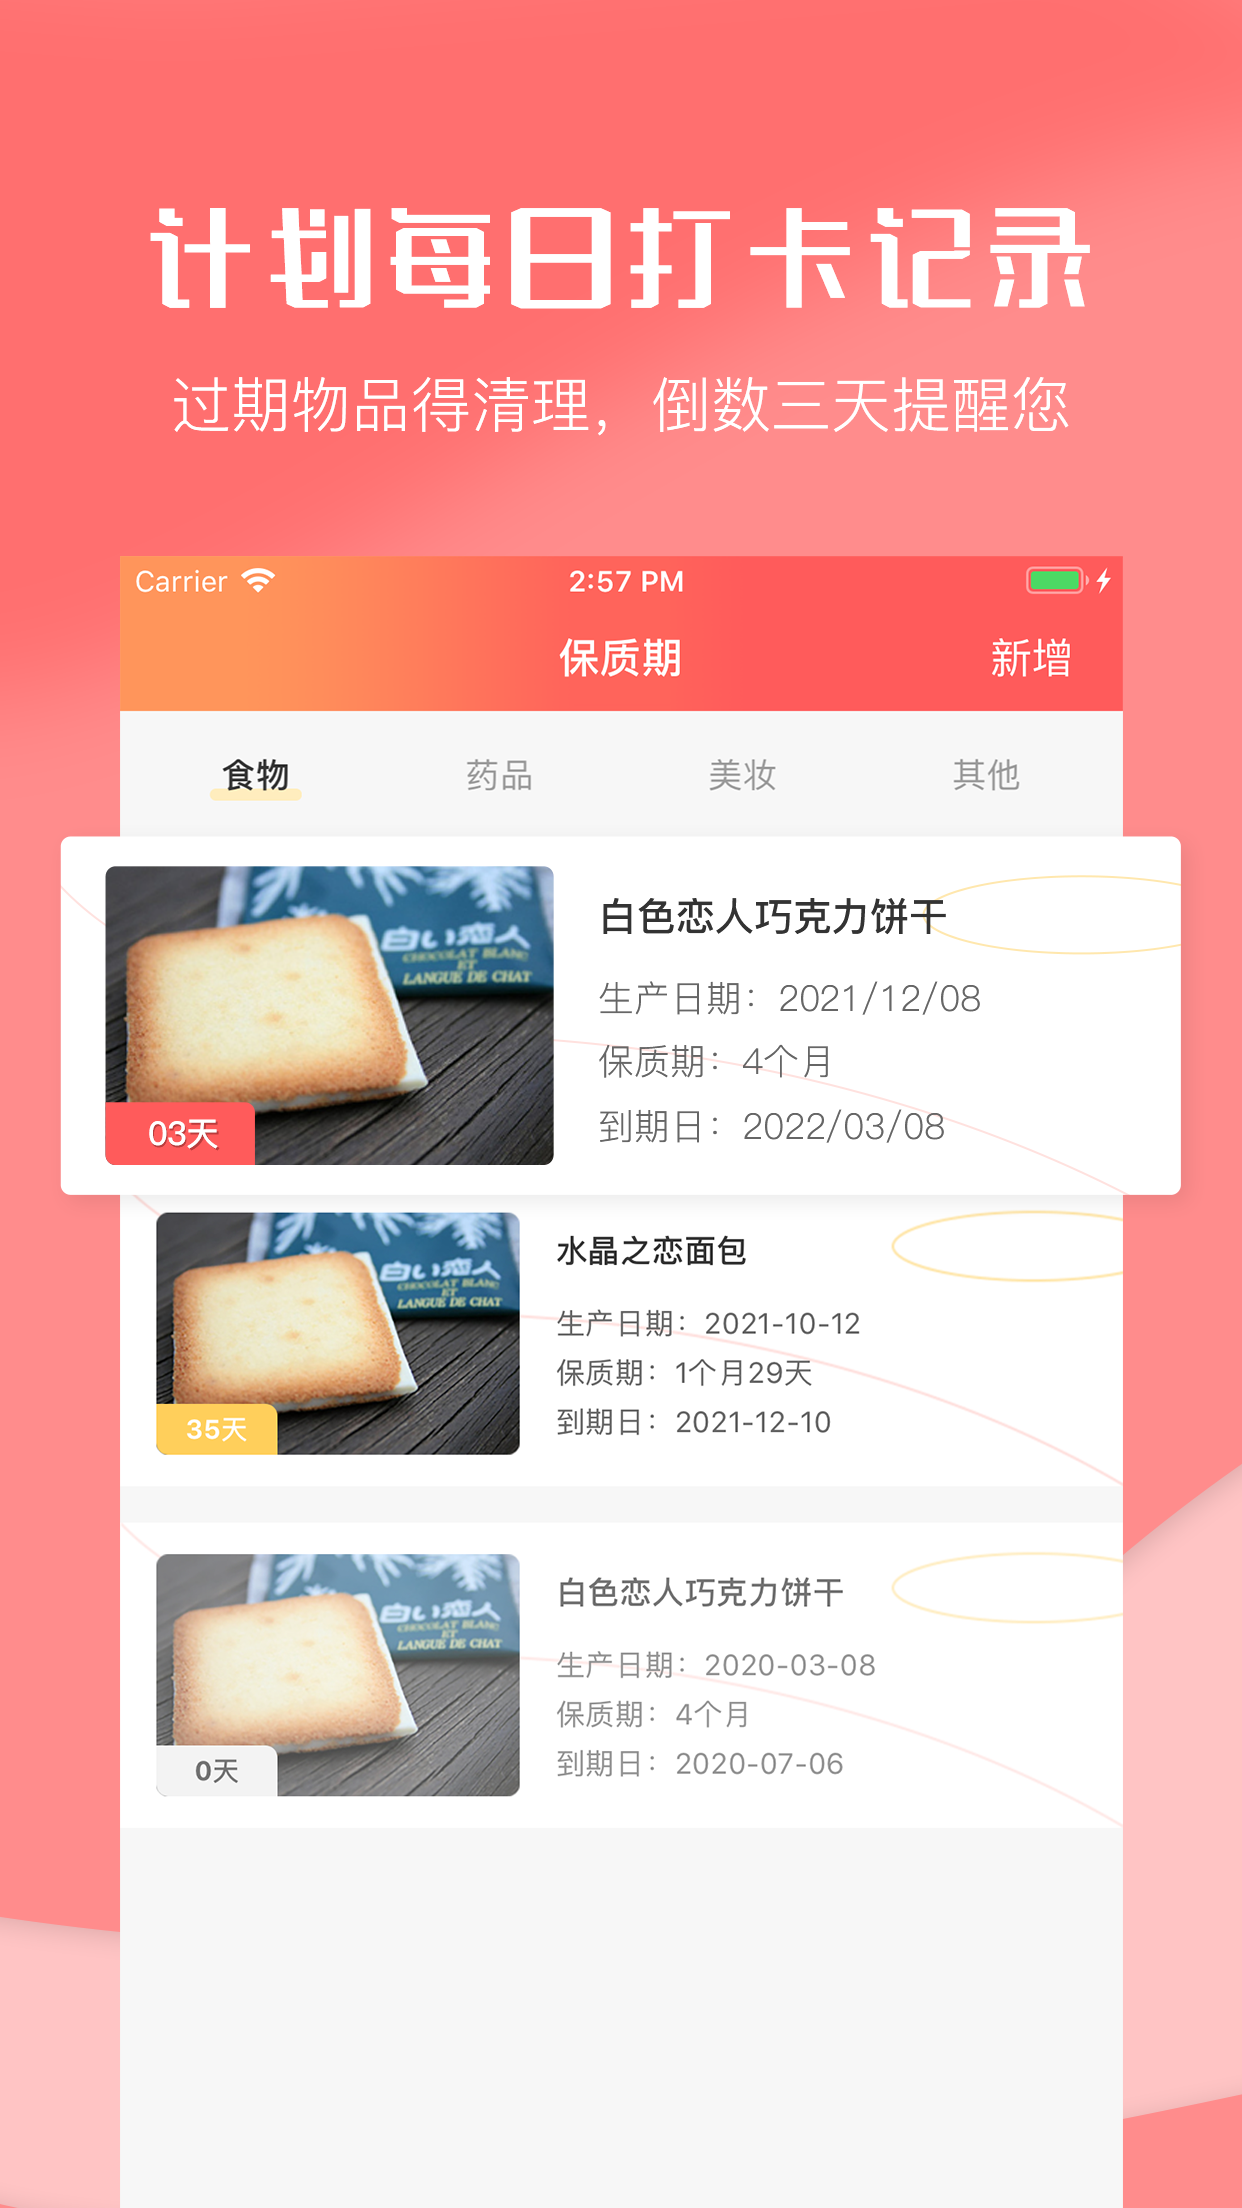 计划每日打卡记录
过期物品得清理，倒数三天提醒您
Carrier 2:57 PM
保质期 新增
食物 药品 美妆 其他
白い恋人
CHOCOLAT BLANC
ET
LANGUE DE CHAT
03天
白色恋人巧克力饼干
生产日期：2021/12/08
保质期：4个月
到期日：2022/03/08
白い恋人
CHOCOLAT BLANC
ET
LANGUE DE CHAT
35天
水晶之恋面包
生产日期：2021-10-12
保质期：1个月29天
到期日：2021-12-10
白い恋人
CHOCOLAT BLANC
ET
LANGUE DE CHAT
0天
白色恋人巧克力饼干
生产日期：2020-03-08
保质期：4个月
到期日：2020-07-06